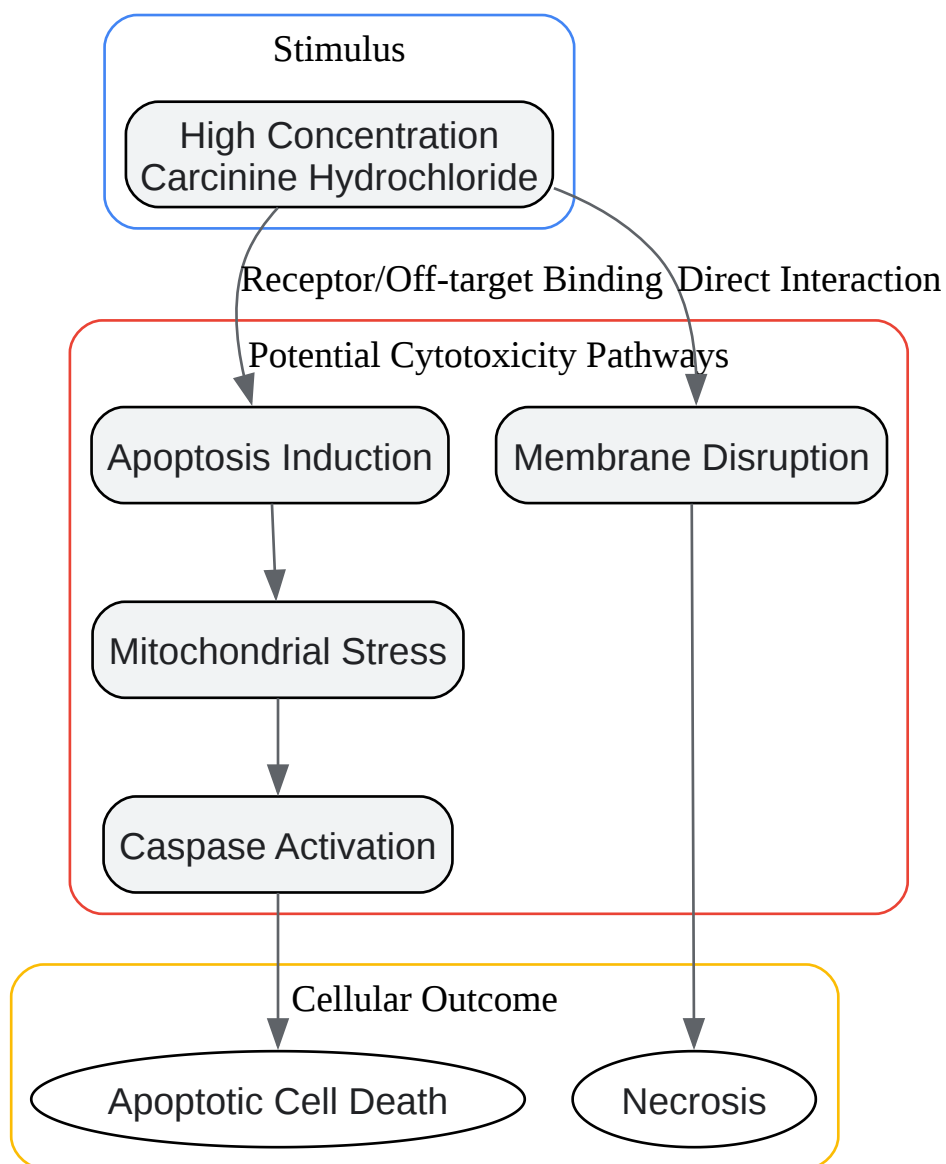 Stimulus
High Concentration
Carcinine Hydrochloride
Receptor/Off-target Binding
Direct Interaction
Potential Cytotoxicity Pathways
Apoptosis Induction
Membrane Disruption
Mitochondrial Stress
Caspase Activation
Cellular Outcome
Apoptotic Cell Death
Necrosis